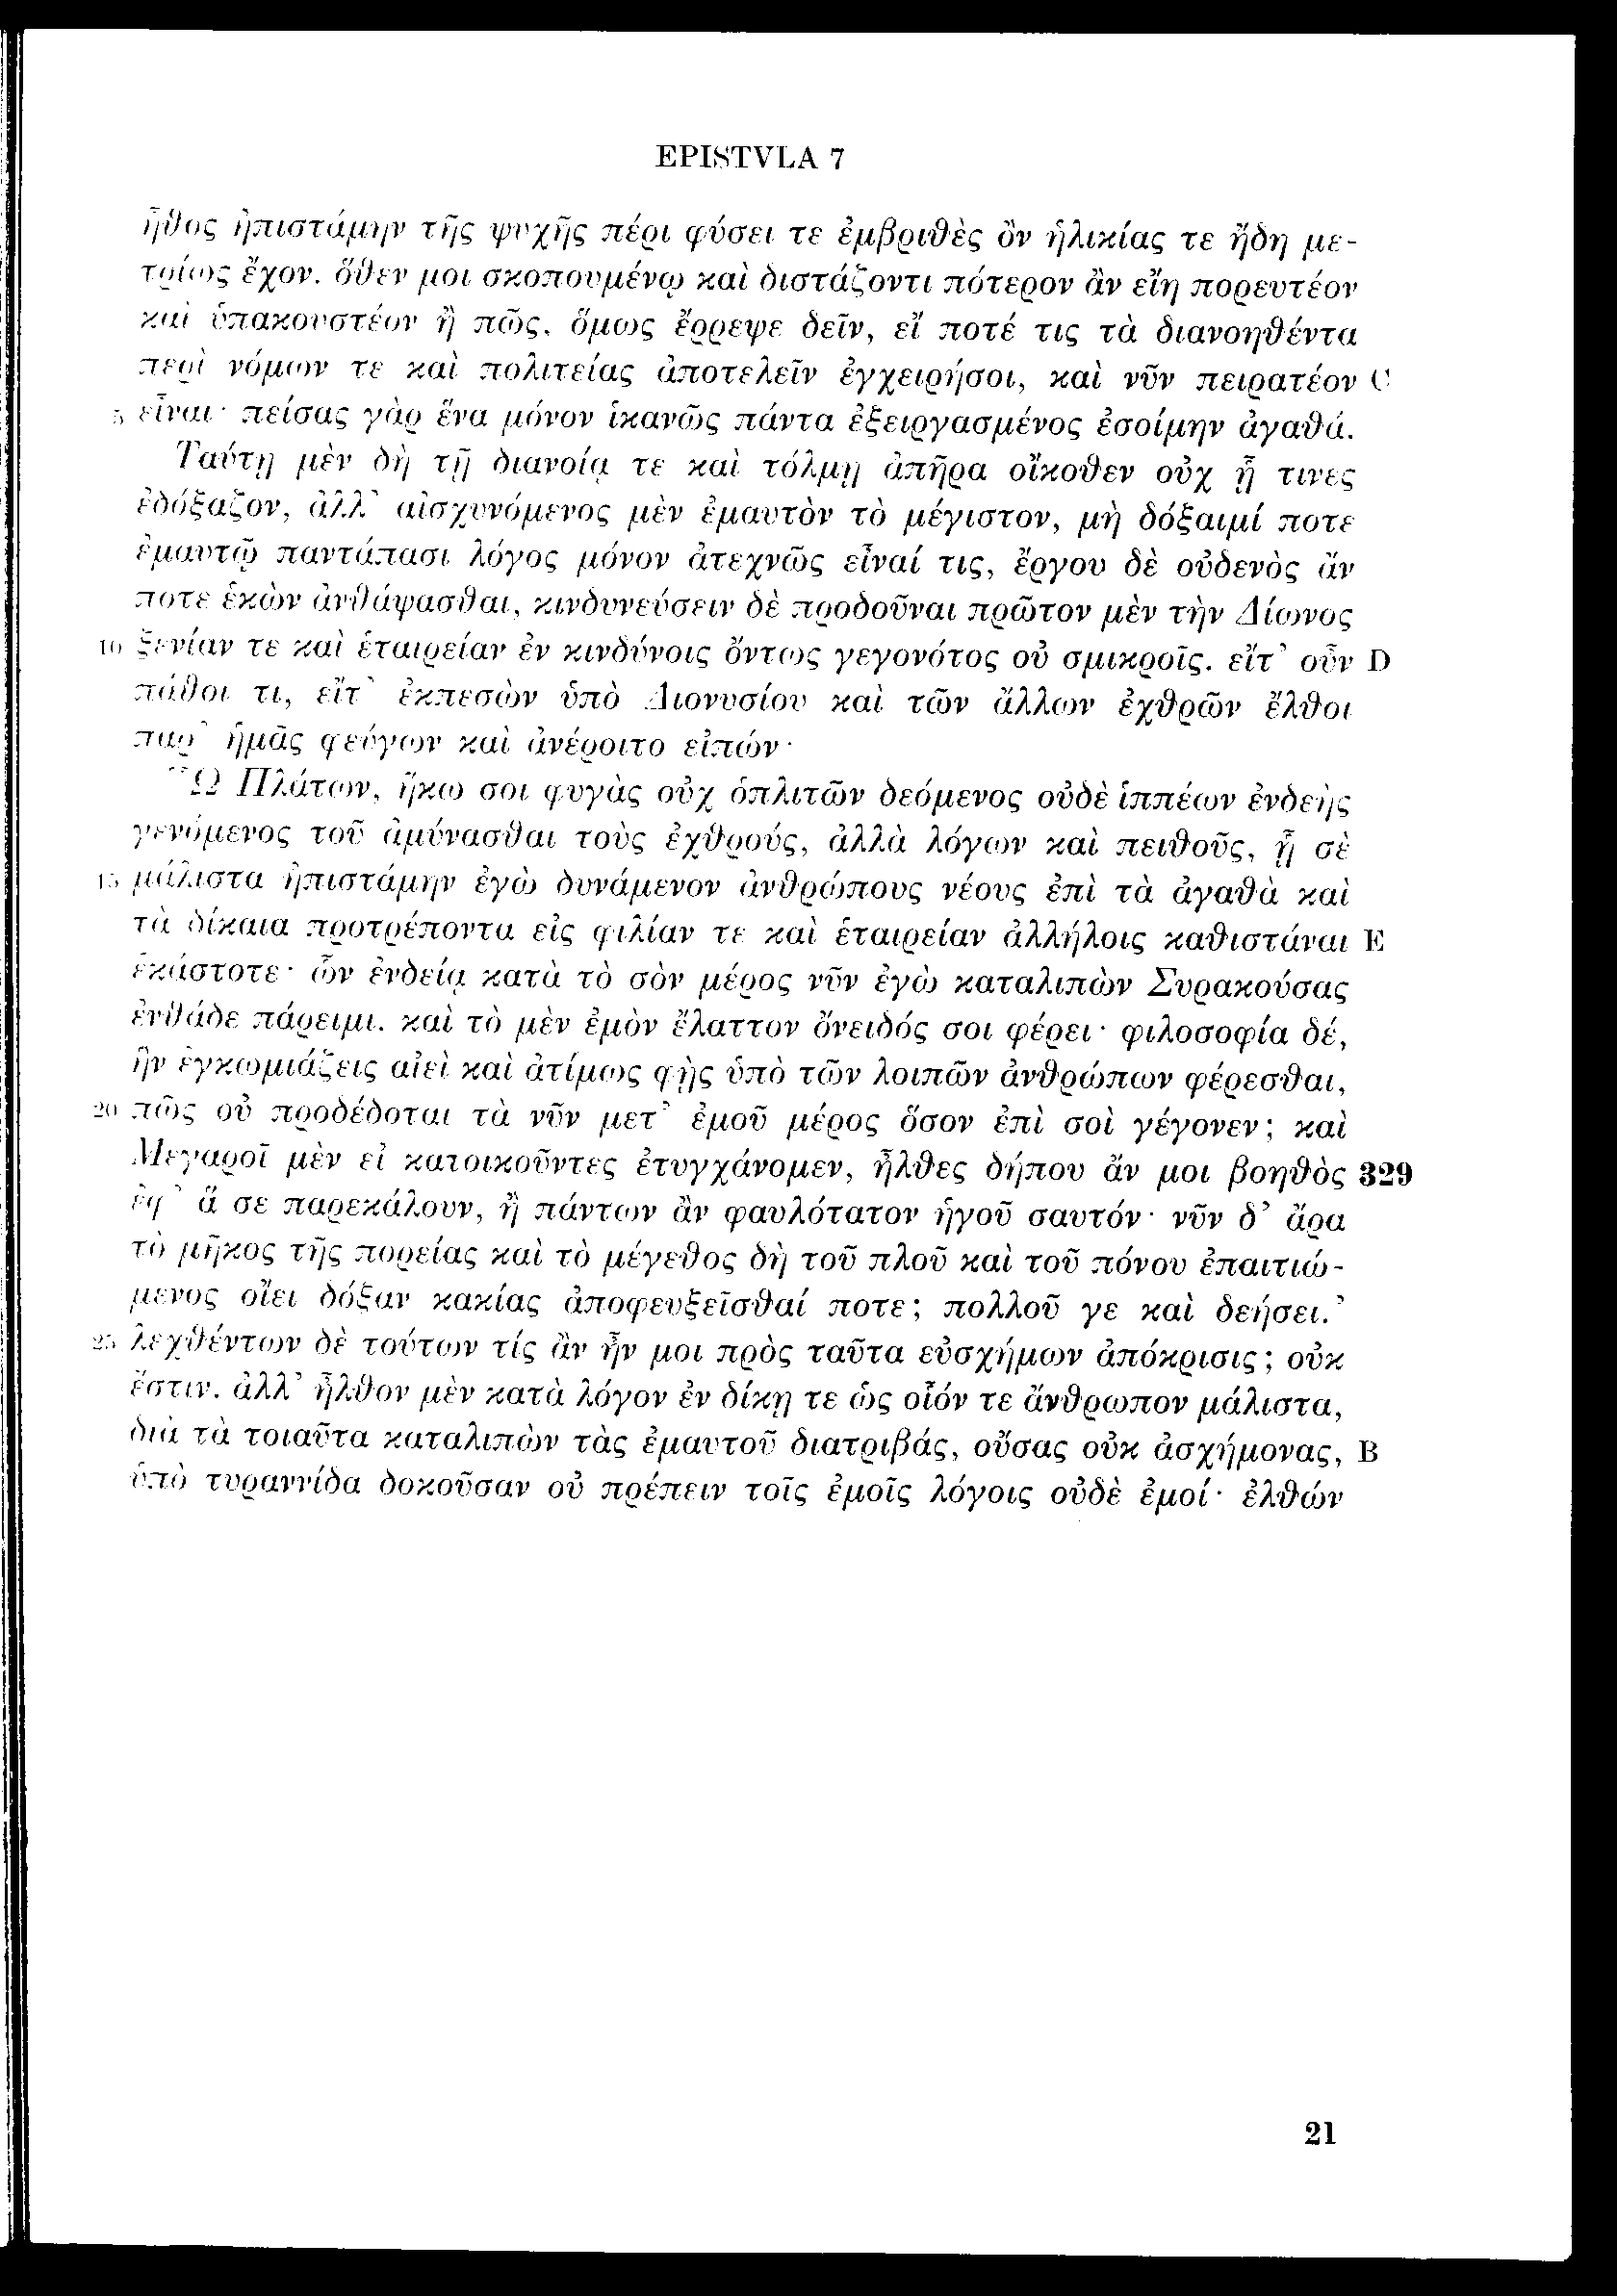 EPISTVLA 7
ἦθος ἠπιστάμην τῆς ψυχῆς πέρι φύσει τε ἐμβριθὲς ὂν ἡλικίας τε ἤδη με-
τρίως ἔχον. ὅθεν μοι σκοπουμένῳ καὶ διστάζοντι πότερον ἂν εἴη πορευτέον
καὶ ὑπακουστέον ἢ πῶς, ὅμως ἔρρεψε δεῖν, εἴ ποτέ τις τὰ διανοηθέντα
περὶ νόμων τε καὶ πολιτείας ἀποτελεῖν ἐγχειρήσοι, καὶ νῦν πειρατέον C
5 εἶναι· πείσας γὰρ ἕνα μόνον ἱκανῶς πάντα ἐξειργασμένος ἐσοίμην ἀγαθά.
Ταύτῃ μὲν δὴ τῇ διανοίᾳ τε καὶ τόλμῃ ἀπῆρα οἴκοθεν οὐχ ᾗ τινες
ἐδόξαζον, ἀλλ᾽ αἰσχυνόμενος μὲν ἐμαυτὸν τὸ μέγιστον, μὴ δόξαιμί ποτε
ἐμαυτῷ παντάπασι λόγος μόνον ἀτεχνῶς εἶναί τις, ἔργου δὲ οὐδενὸς ἄν
ποτε ἑκὼν ἀνθάψασθαι, κινδυνεύσειν δὲ προδοῦναι πρῶτον μὲν τὴν Δίωνος
10 ξενίαν τε καὶ ἑταιρείαν ἐν κινδύνοις ὄντως γεγονότος οὐ σμικροῖς. εἴτ᾽ οὖν D
πάθοι τι, εἴτ᾽ ἐκπεσὼν ὑπὸ Διονυσίου καὶ τῶν ἄλλων ἐχθρῶν ἔλθοι
παρ᾽ ἡμᾶς φεύγων καὶ ἀνέροιτο εἰπών·
‘Ὦ Πλάτων, ἥκω σοι φυγὰς οὐχ ὁπλιτῶν δεόμενος οὐδὲ ἱππέων ἐνδεὴς
γενόμενος τοῦ ἀμύνασθαι τοὺς ἐχθρούς, ἀλλὰ λόγων καὶ πειθοῦς, ᾗ σὲ
15 μάλιστα ἠπιστάμην ἐγὼ δυνάμενον ἀνθρώπους νέους ἐπὶ τὰ ἀγαθὰ καὶ
τὰ δίκαια προτρέποντα εἰς φιλίαν τε καὶ ἑταιρείαν ἀλλήλοις καθιστάναι E
ἑκάστοτε· ὧν ἐνδείᾳ κατὰ τὸ σὸν μέρος νῦν ἐγὼ καταλιπὼν Συρακούσας
ἐνθάδε πάρειμι. καὶ τὸ μὲν ἐμὸν ἔλαττον ὄνειδός σοι φέρει· φιλοσοφία δέ,
ἣν ἐγκωμιάζεις αἰεὶ καὶ ἀτίμως φὴς ὑπὸ τῶν λοιπῶν ἀνθρώπων φέρεσθαι,
20 πῶς οὐ προδέδοται τὰ νῦν μετ᾽ ἐμοῦ μέρος ὅσον ἐπὶ σοὶ γέγονεν; καὶ
Μεγαροῖ μὲν εἰ κατοικοῦντες ἐτυγχάνομεν, ἦλθες δήπου ἄν μοι βοηθὸς 329
ἐφ᾽ ἅ σε παρεκάλουν, ἢ πάντων ἂν φαυλότατον ἡγοῦ σαυτόν· νῦν δ᾽ ἄρα
τὸ μῆκος τῆς πορείας καὶ τὸ μέγεθος δὴ τοῦ πλοῦ καὶ τοῦ πόνου ἐπαιτιώ-
μενος οἴει δόξαν κακίας ἀποφευξεῖσθαί ποτε; πολλοῦ γε καὶ δεήσει.’
25 λεχθέντων δὲ τούτων τίς ἂν ἦν μοι πρὸς ταῦτα εὐσχήμων ἀπόκρισις; οὐκ
ἔστιν. ἀλλ᾽ ἦλθον μὲν κατὰ λόγον ἐν δίκῃ τε ὡς οἷόν τε ἄνθρωπον μάλιστα,
διὰ τὰ τοιαῦτα καταλιπὼν τὰς ἐμαυτοῦ διατριβάς, οὔσας οὐκ ἀσχήμονας, B
ὑπὸ τυραννίδα δοκοῦσαν οὐ πρέπειν τοῖς ἐμοῖς λόγοις οὐδὲ ἐμοί· ἐλθών
21